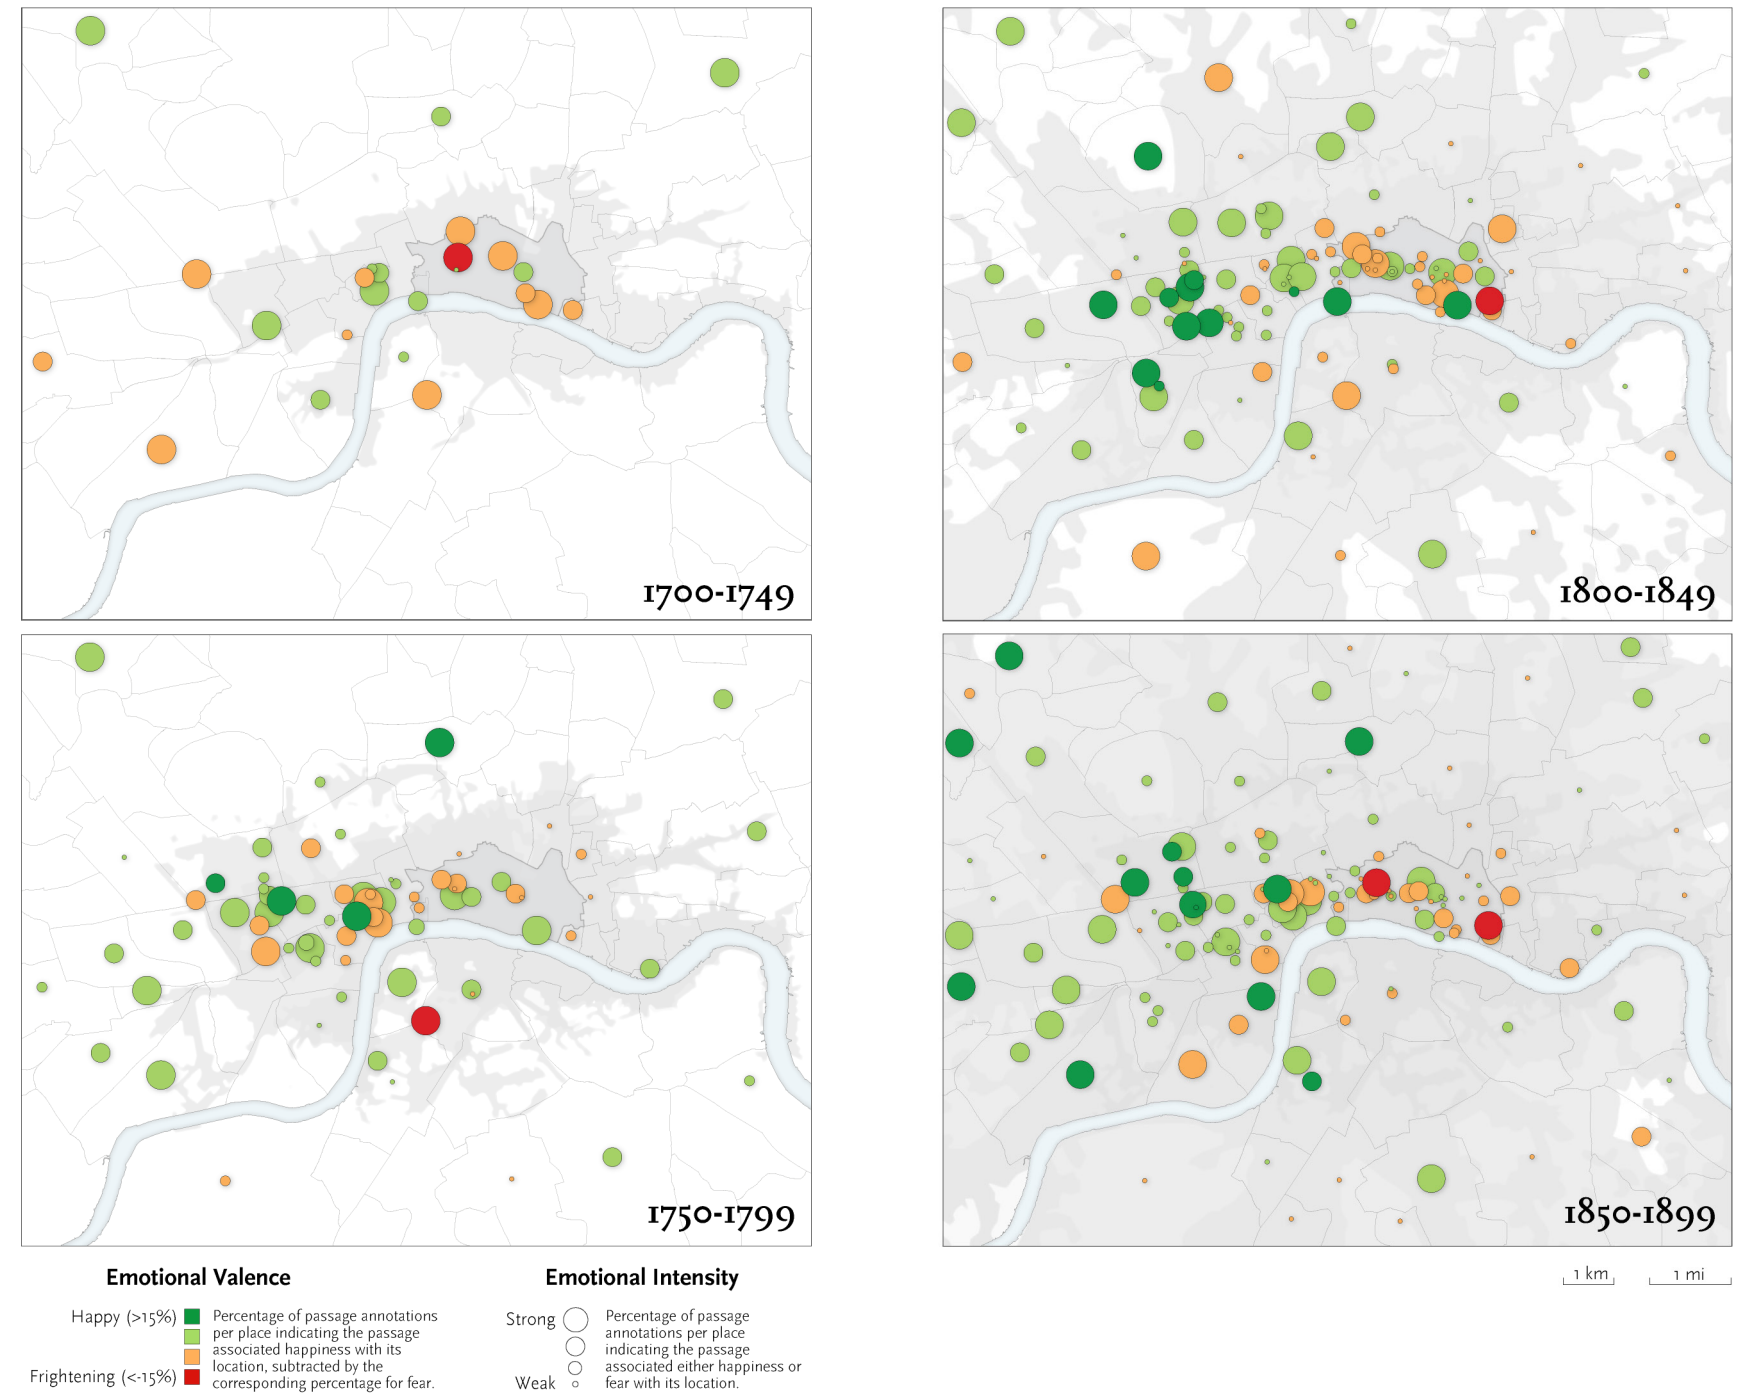 1700-1749
1800-1849
1750-1799
1850-1899
1 km
1 mi
Emotional Valence
Happy (>15%)
Frightening (<-15%)
Percentage of passage annotations
per place indicating the passage
associated happiness with its
location, subtracted by the
corresponding percentage for fear.
Emotional Intensity
Strong
Weak
Percentage of passage
annotations per place
indicating the passage
associated either happiness or
fear with its location.